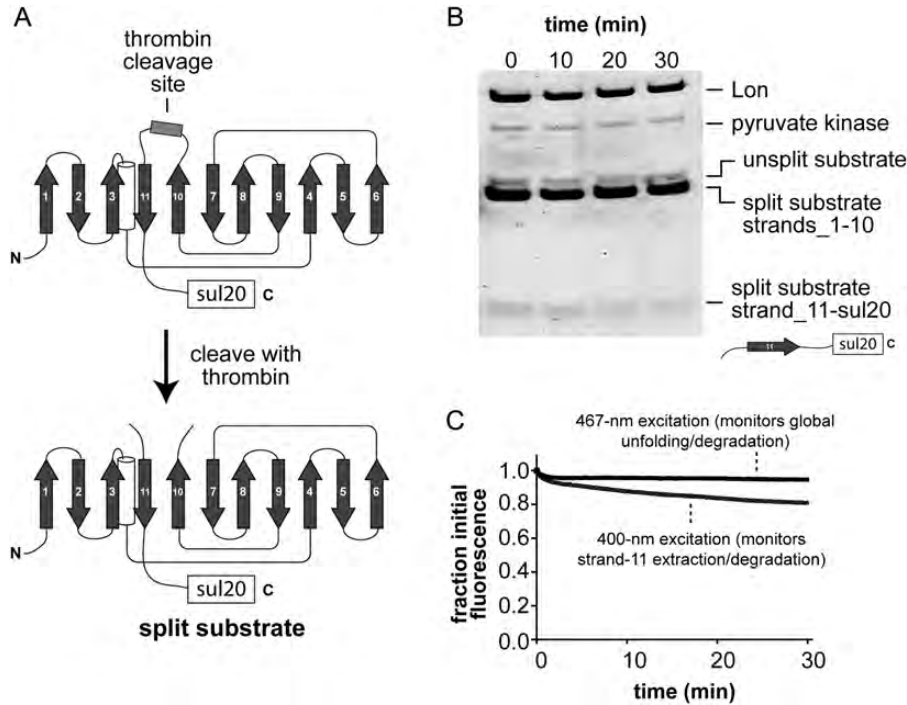 A
thrombin
cleavage
site
1
2
3
11
10
7
8
9
4
5
6
N
sul20
C
cleave with
thrombin
1
2
3
11
10
7
8
9
4
5
6
N
sul20
C
split substrate
B
time (min)
0 10 20 30
Lon
pyruvate kinase
unsplit substrate
split substrate
strands_1-10
split substrate
strand_11-sul20
11
sul20
C
C
467-nm excitation (monitors global
unfolding/degradation)
400-nm excitation (monitors
strand-11 extraction/degradation)
fraction initial
fluorescence
1.0
0.8
0.6
0.4
0.2
0.0
0 10 20 30
time (min)